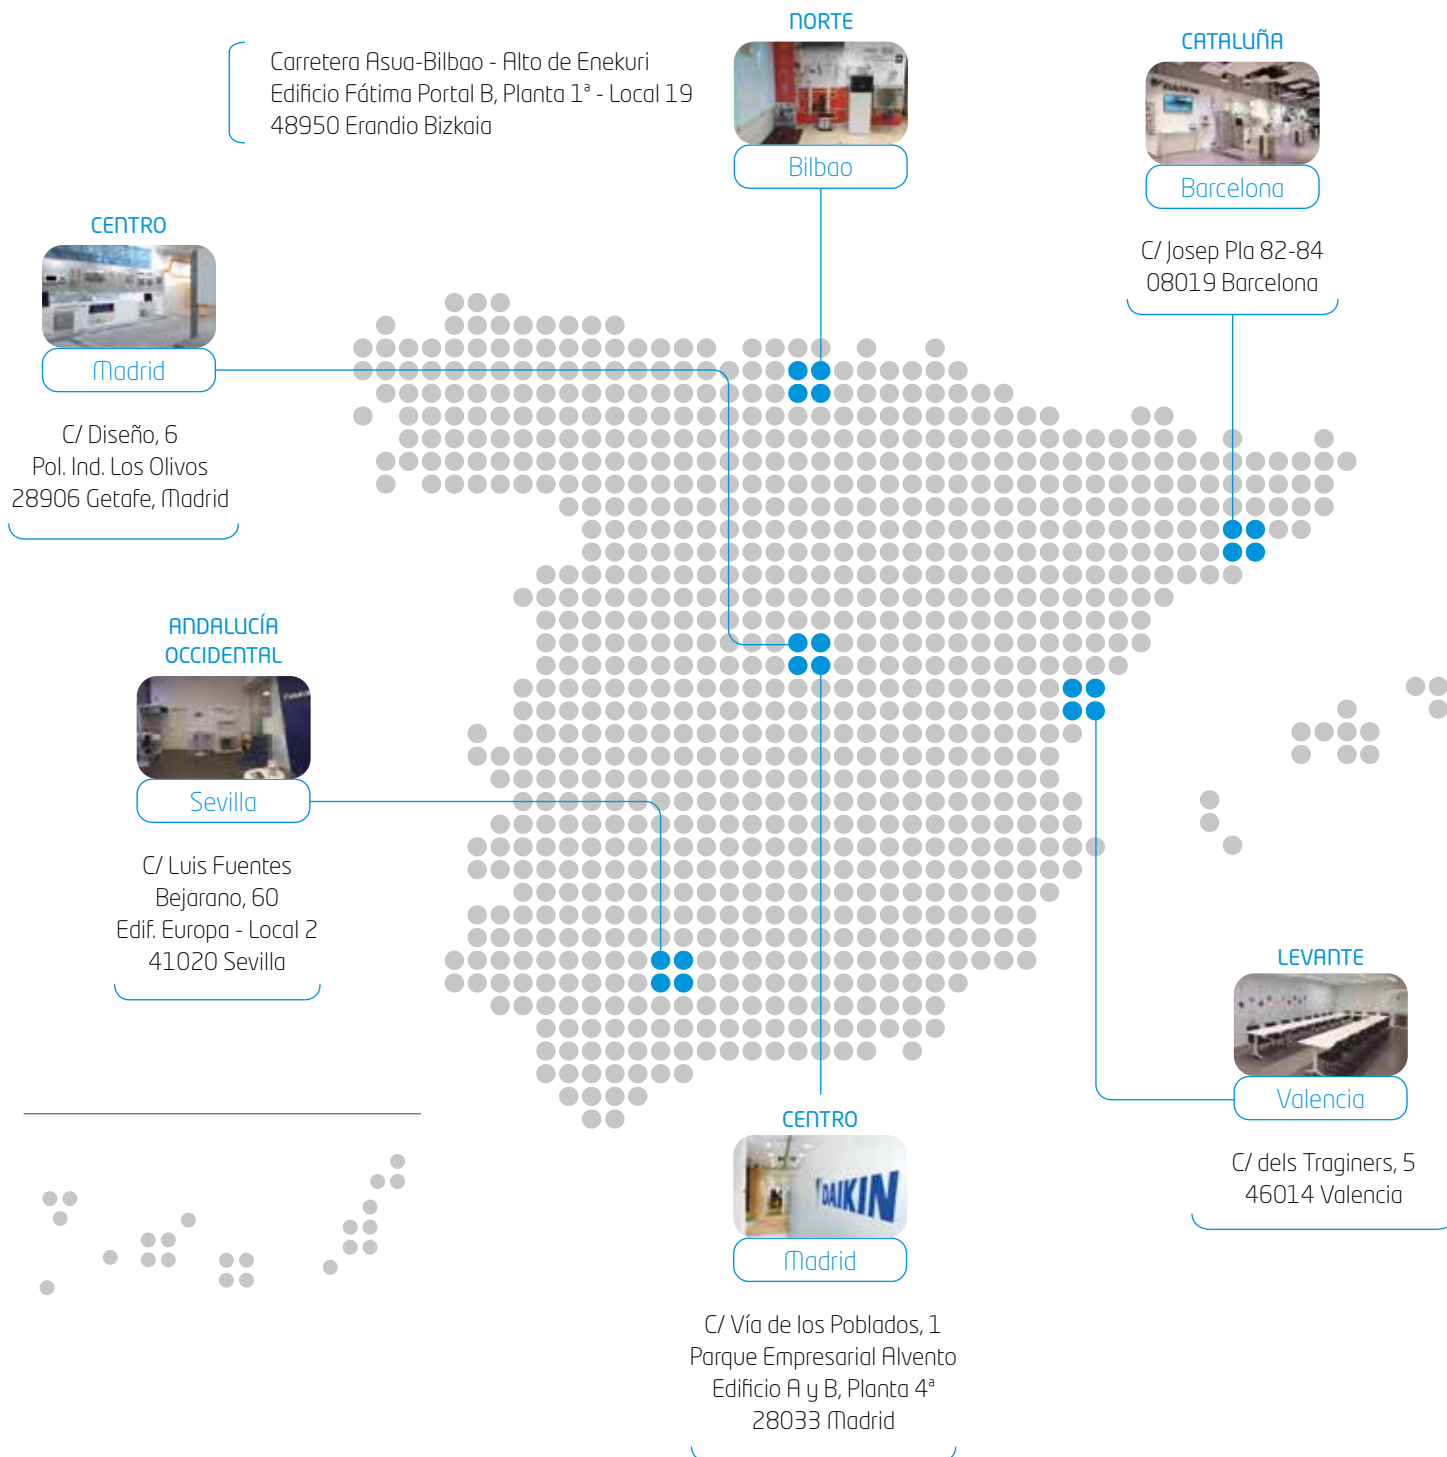 NORTE
Carretera Asua-Bilbao - Alto de Enekuri
Edificio Fátima Portal B, Planta 1ª - Local 19
48950 Erandio Bizkaia
Bilbao
CATALUÑA
Barcelona
C/ Josep Pla 82-84
08019 Barcelona
CENTRO
Madrid
C/ Diseño, 6
Pol. Ind. Los Olivos
28906 Getafe, Madrid
ANDALUCÍA
OCCIDENTAL
Sevilla
C/ Luis Fuentes
Bejarano, 60
Edif. Europa - Local 2
41020 Sevilla
LEVANTE
Valencia
C/ dels Traginers, 5
46014 Valencia
CENTRO
DAIKIN
Madrid
C/ Vía de los Poblados, 1
Parque Empresarial Alvento
Edificio A y B, Planta 4ª
28033 Madrid